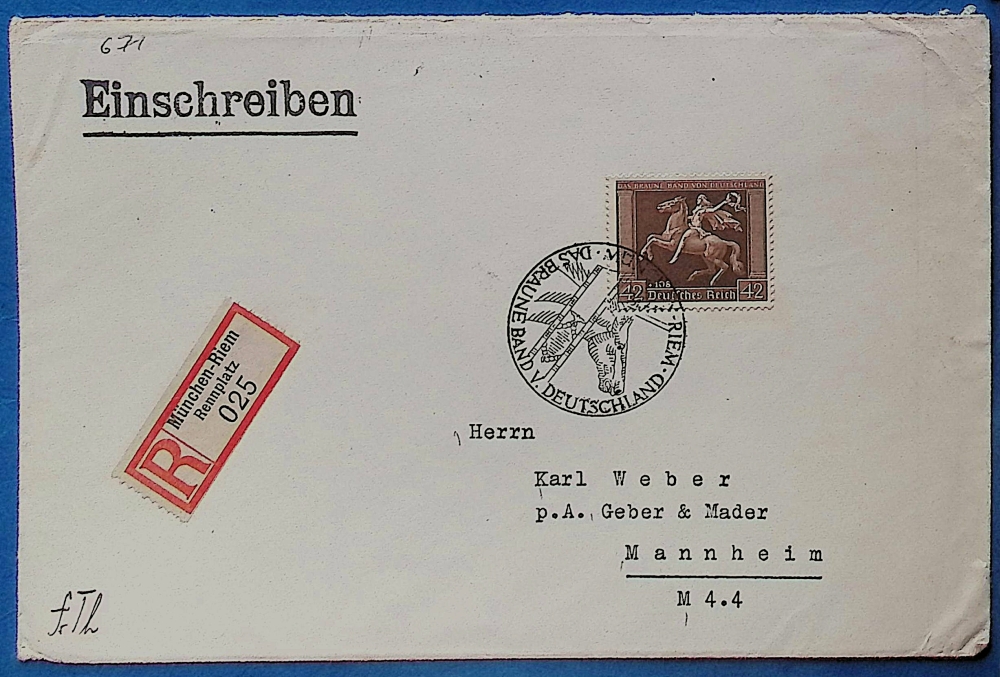 671
Einschreiben
DAS BRAUNE BAND VON DEUTSCHLAND
42 +108 Deutsches Reich 42
DAS BRAUNE BAND V. DEUTSCHLAND · -RIEM ·
München-Riem
Rennplatz
025
R
Herrn
Karl Weber
p.A. Geber & Mader
Mannheim
M 4.4